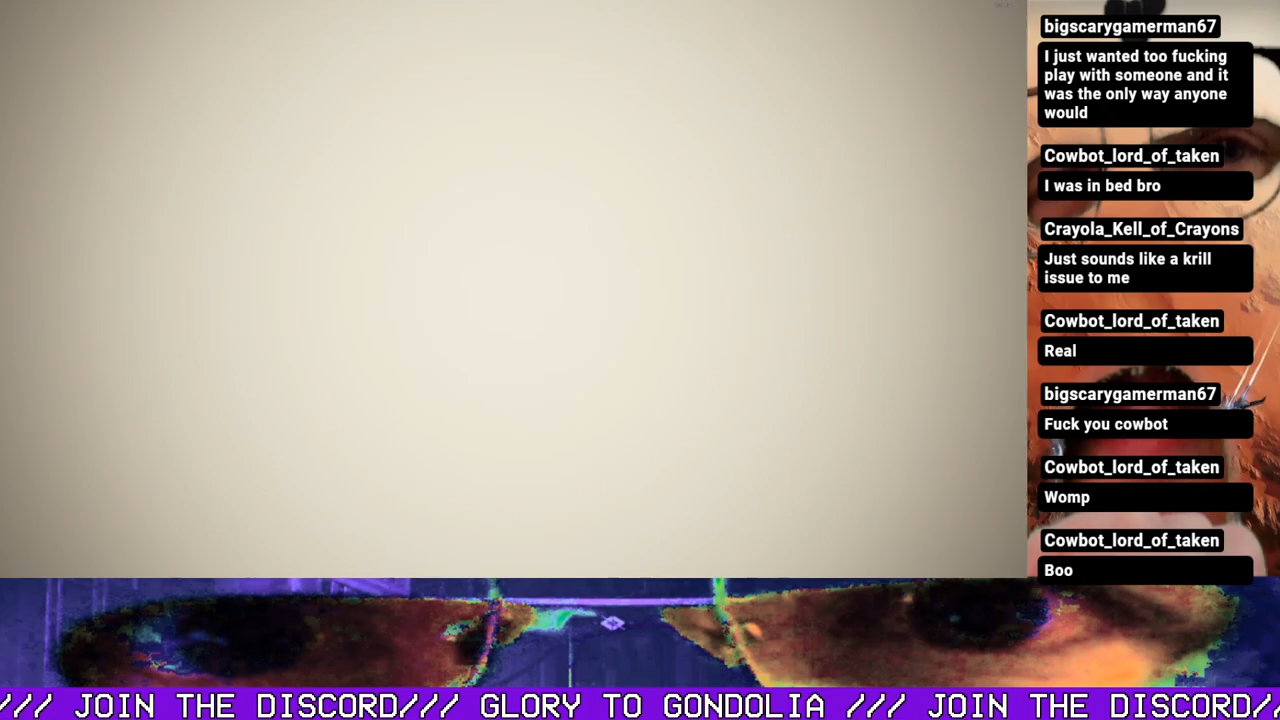 bigscarygamerman67
I just wanted too fucking
play with someone and it
was the only way anyone
would
Cowbot_lord_of_taken
I was in bed bro
Crayola_Kell_of_Crayons
Just sounds like a krill
issue to me
Cowbot_lord_of_taken
Real
bigscarygamerman67
Fuck you cowbot
Cowbot_lord_of_taken
Womp
Cowbot_lord_of_taken
Boo
/// JOIN THE DISCORD/// GLORY TO GONDOLIA /// JOIN THE DISCORD//